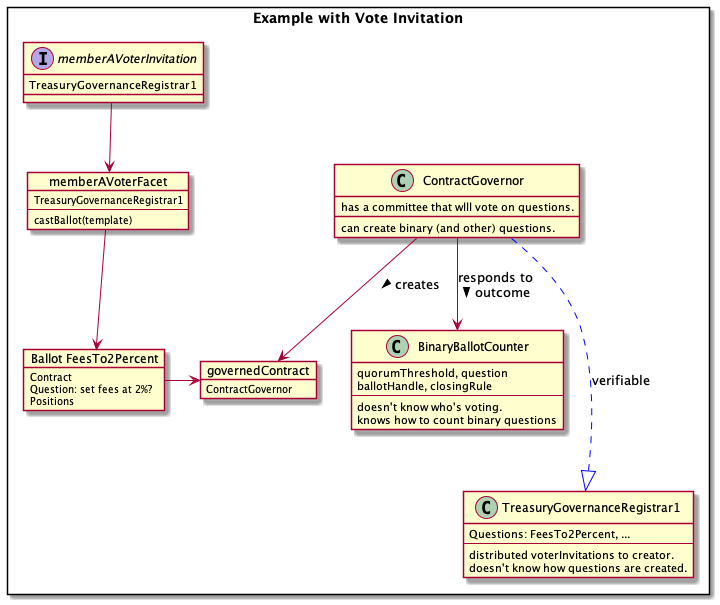 Example with Vote Invitation
I memberAVoterInvitation
TreasuryGovernanceRegistrar1
memberAVoterFacet
TreasuryGovernanceRegistrar1
castBallot(template)
C ContractGovernor
has a committee that wlll vote on questions.
can create binary (and other) questions.
creates
responds to
outcome
verifiable
Ballot FeesTo2Percent
Contract
Question: set fees at 2%?
Positions
governedContract
ContractGovernor
C BinaryBallotCounter
quorumThreshold, question
ballotHandle, closingRule
doesn't know who's voting.
knows how to count binary questions
C TreasuryGovernanceRegistrar1
Questions: FeesTo2Percent, ...
distributed voterInvitations to creator.
doesn't know how questions are created.